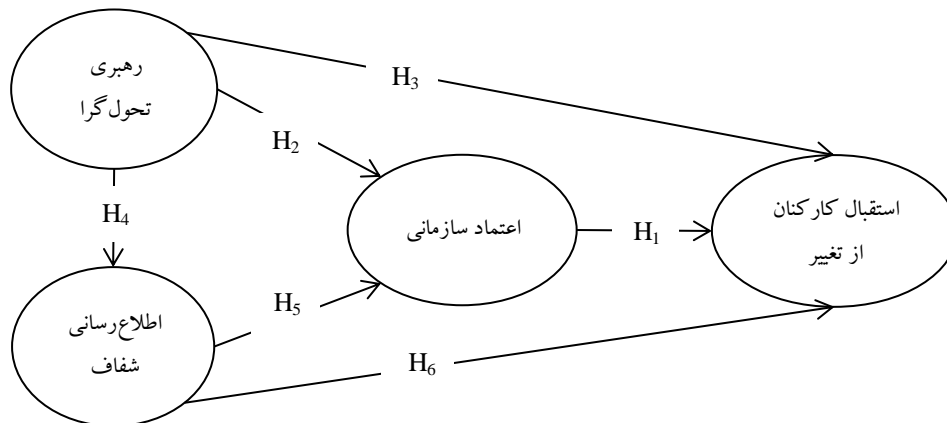 رهبری
تحول‌گرا
H3
H2
H4
اعتماد سازمانی
H1
استقبال کارکنان
از تغییر
H5
اطلاع‌رسانی
شفاف
H6